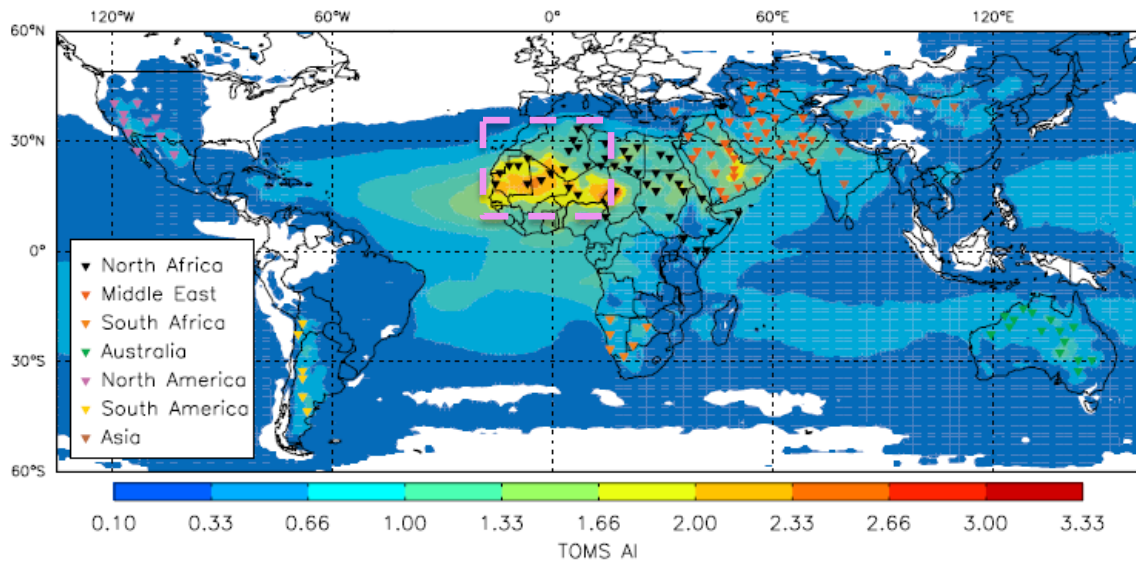 120°W 60°W 0° 60°E 120°E
60°N
30°N
0°
30°S
60°S
North Africa
Middle East
South Africa
Australia
North America
South America
Asia
0.10 0.33 0.66 1.00 1.33 1.66 2.00 2.33 2.66 3.00 3.33
TOMS AI